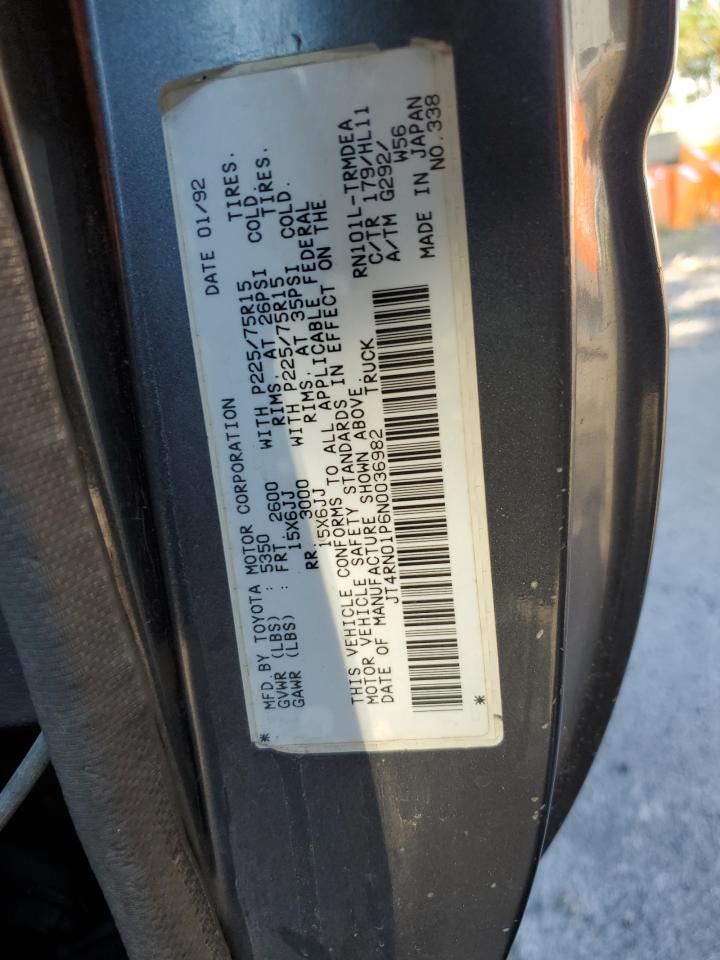 MFD. BY TOYOTA MOTOR CORPORATION DATE 01/92
GVWR (LBS) : 5350
GAWR (LBS) : FRT. 2600 WITH P225/75R15 TIRES.
15X6JJ RIMS. AT 26PSI COLD.
RR. 3000 WITH P225/75R15 TIRES.
15X6JJ RIMS. AT 35PSI COLD.
THIS VEHICLE CONFORMS TO ALL APPLICABLE FEDERAL
MOTOR VEHICLE SAFETY STANDARDS IN EFFECT ON THE
DATE OF MANUFACTURE SHOWN ABOVE.
JT4RN01P6N0036982 TRUCK
RN101L-TRMDEA
C/TR 179/HL11
A/TM G292/
W56
MADE IN JAPAN
NO.338